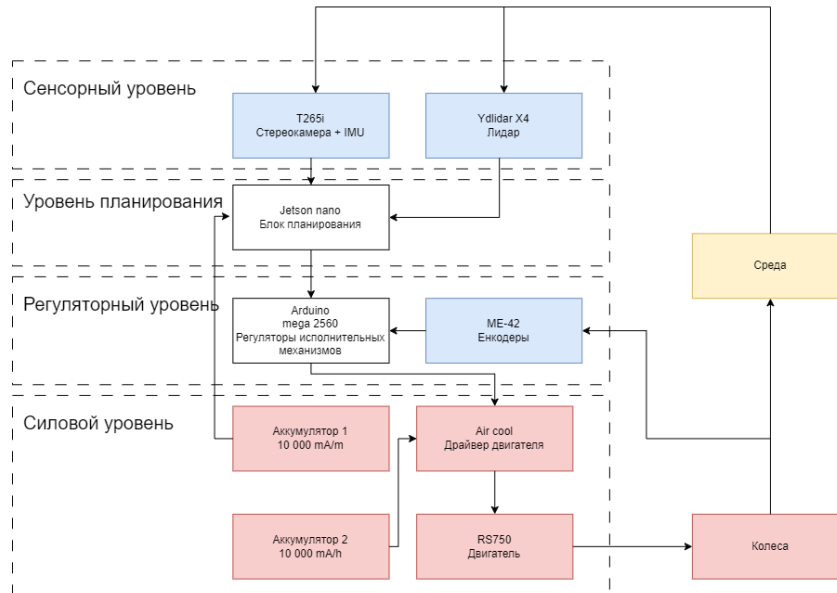 Сенсорный уровень
T265i
Стереокамера + IMU
Ydlidar X4
Лидар
Уровень планирования
Jetson nano
Блок планирования
Среда
Регуляторный уровень
Arduino
mega 2560
Регуляторы исполнительных
механизмов
ME-42
Енкодеры
Силовой уровень
Аккумулятор 1
10 000 mA/m
Air cool
Драйвер двигателя
Аккумулятор 2
10 000 mA/h
RS750
Двигатель
Колеса